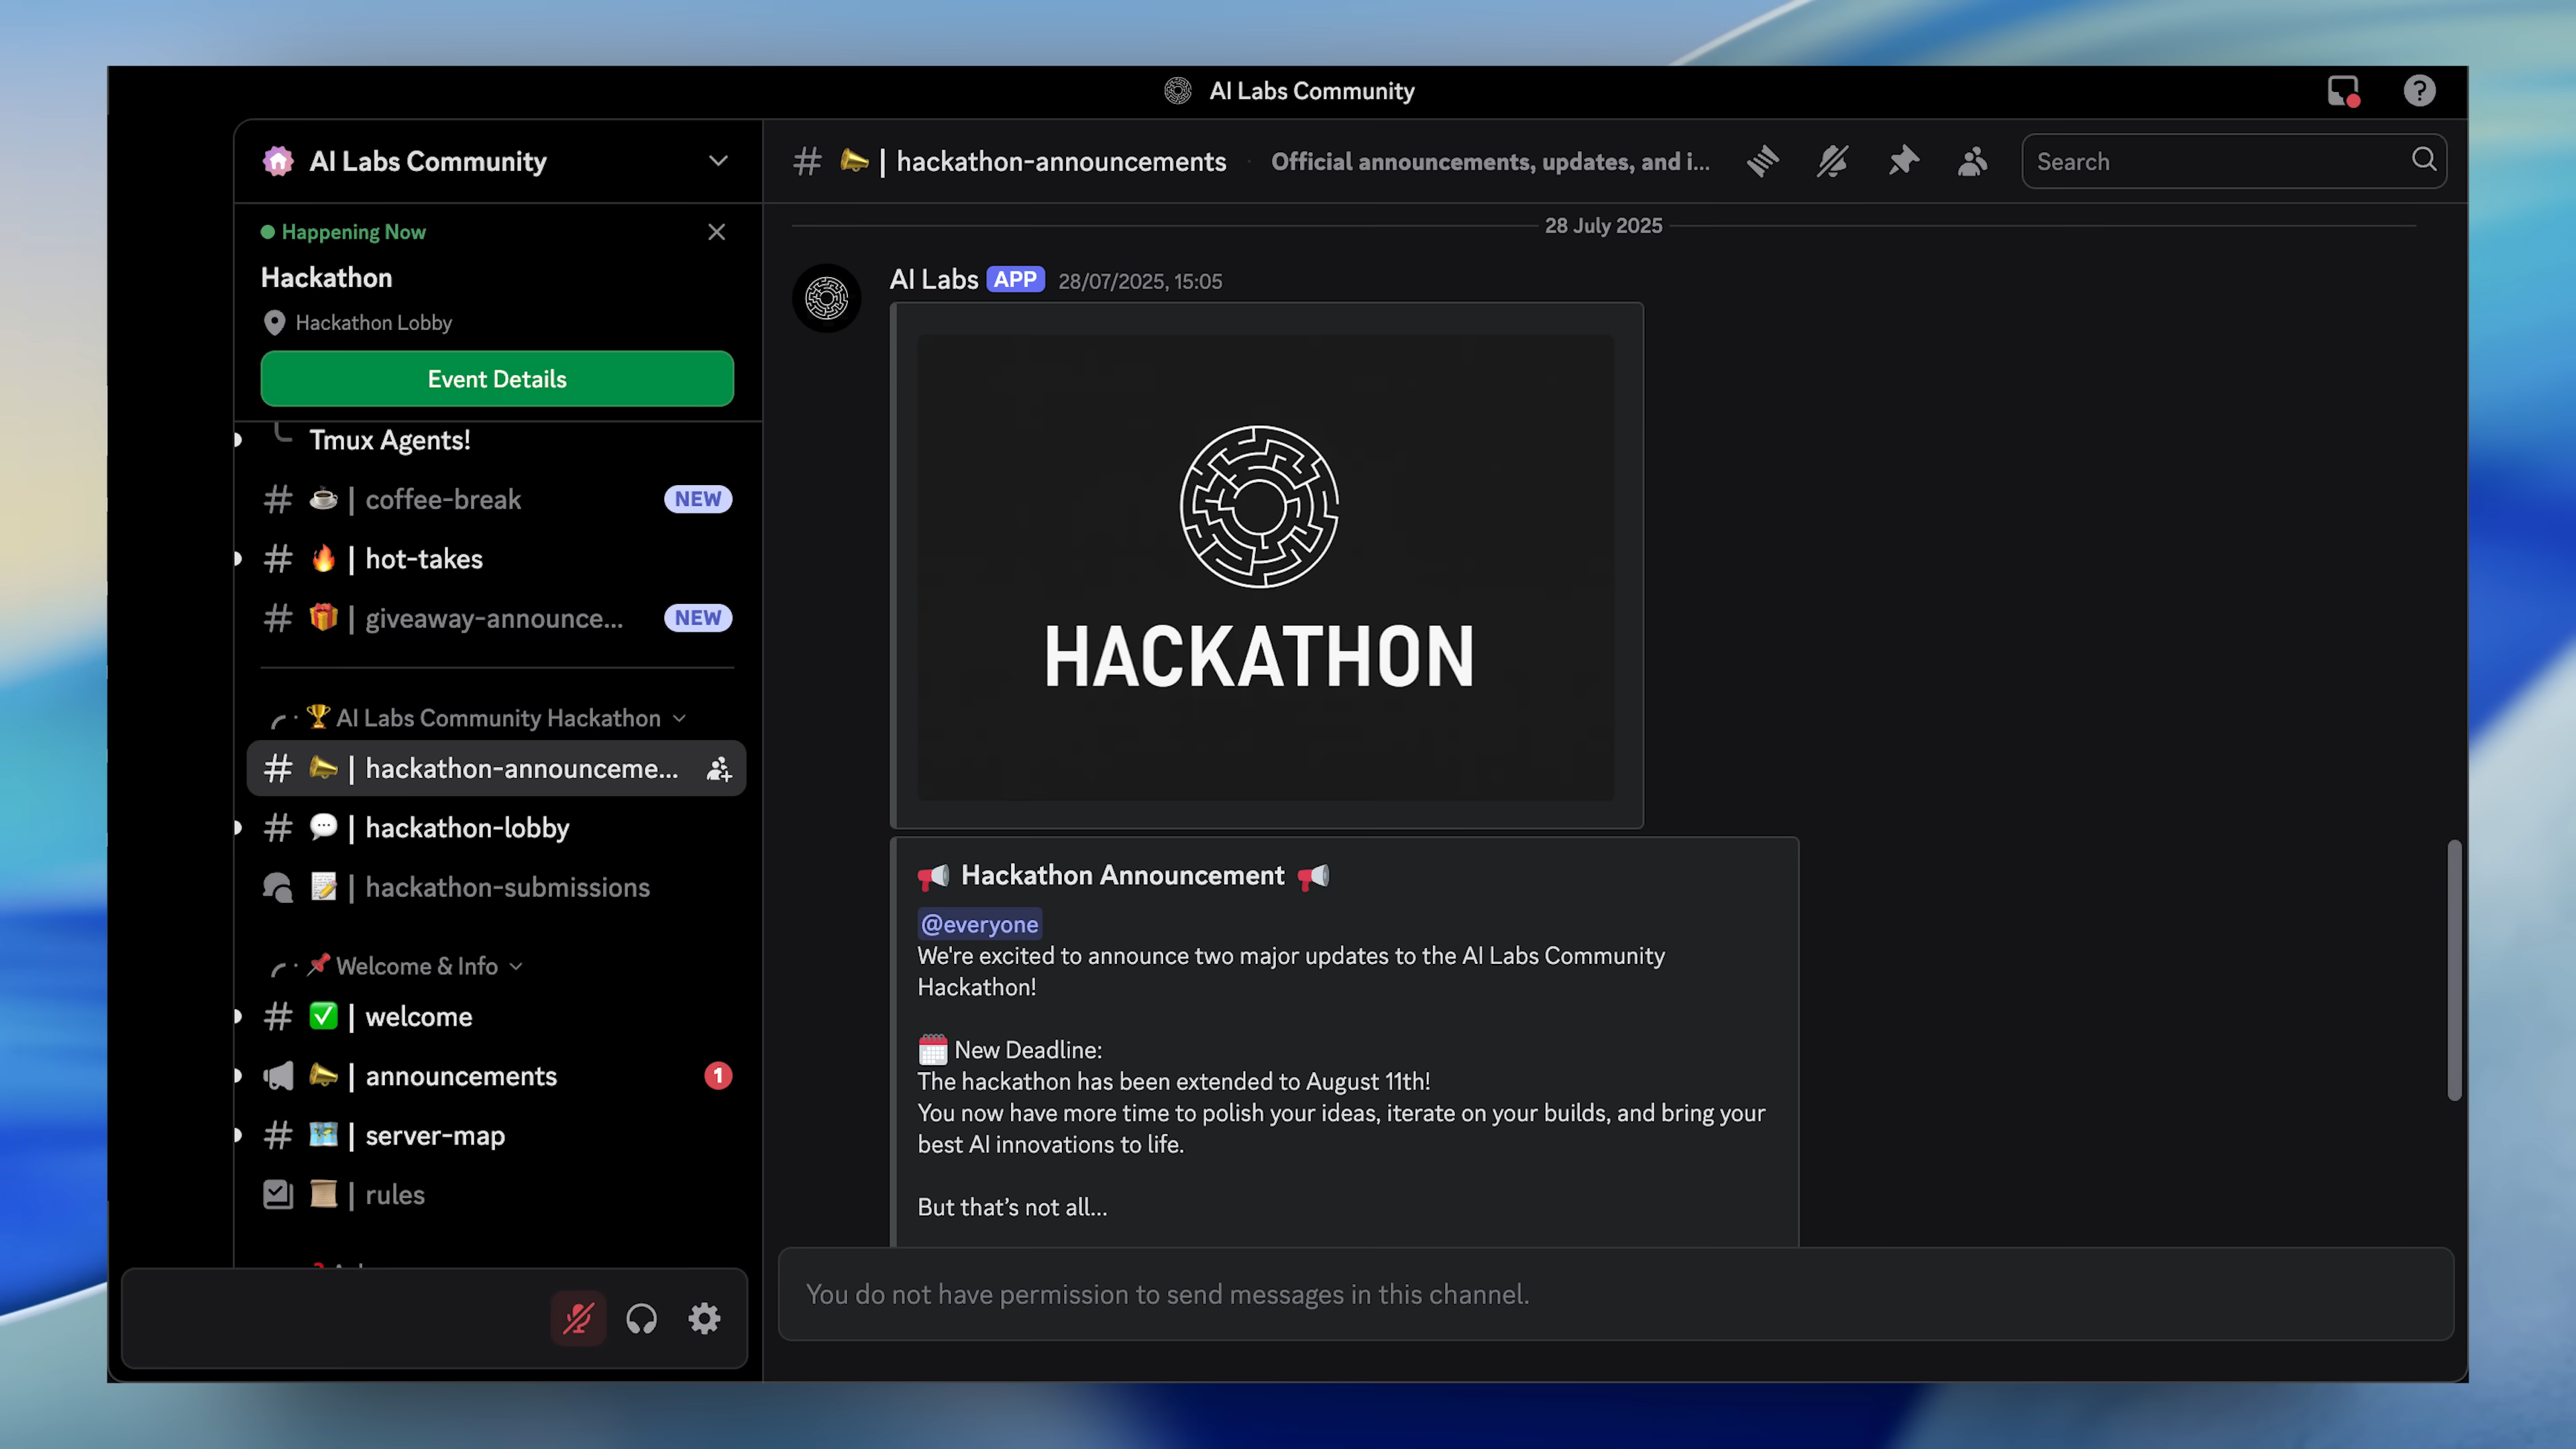 AI Labs Community
AI Labs Community
Happening Now
Hackathon
Hackathon Lobby
Event Details
Tmux Agents!
| coffee-break NEW
| hot-takes
| giveaway-announce... NEW
AI Labs Community Hackathon
| hackathon-announceme...
| hackathon-lobby
| hackathon-submissions
Welcome & Info
| welcome
| announcements 1
| server-map
| rules
| hackathon-announcements Official announcements, updates, and i...
Search
28 July 2025
AI Labs APP 28/07/2025, 15:05
HACKATHON
Hackathon Announcement
@everyone
We're excited to announce two major updates to the AI Labs Community
Hackathon!
New Deadline:
The hackathon has been extended to August 11th!
You now have more time to polish your ideas, iterate on your builds, and bring your
best AI innovations to life.
But that’s not all...
You do not have permission to send messages in this channel.